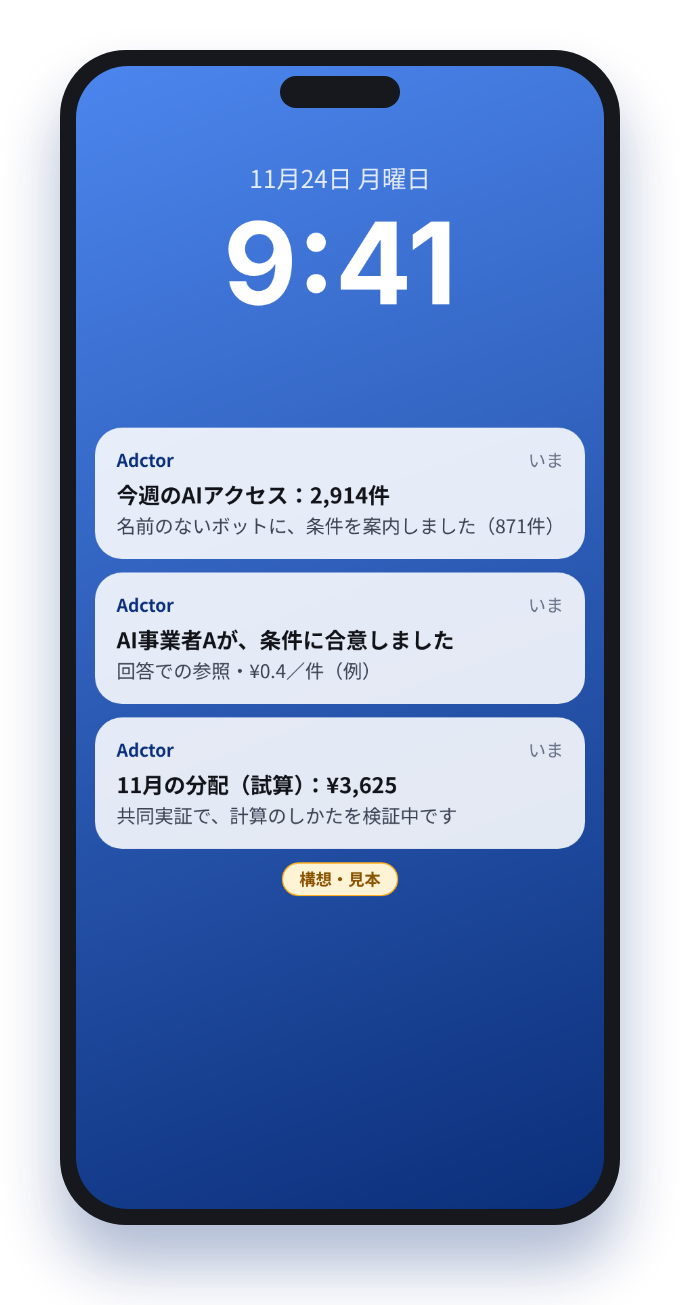 11月24日 月曜日
9:41
Adctor いま
今週のAIアクセス：2,914件
名前のないボットに、条件を案内しました（871件）
Adctor いま
AI事業者Aが、条件に合意しました
回答での参照・¥0.4／件（例）
Adctor いま
11月の分配（試算）：¥3,625
共同実証で、計算のしかたを検証中です
構想・見本